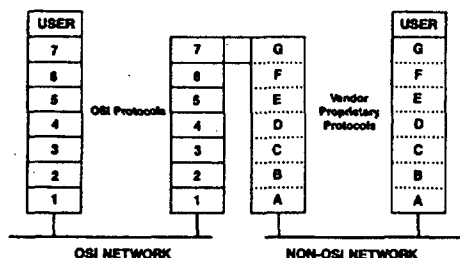 USER USER
7 7 G G
6 6 F F
5 OSI Protocols 5 E Vendor E
4 4 D Proprietary D
3 3 C Protocols C
2 2 B B
1 1 A A
OSI NETWORK NON-OSI NETWORK